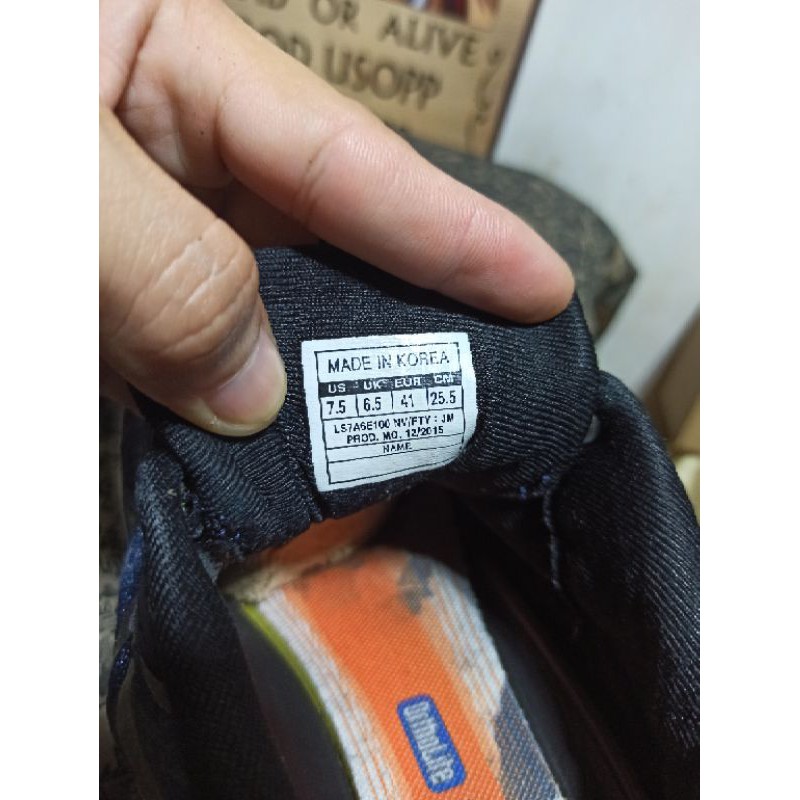 OR ALIVE
USOPP
MADE IN KOREA
US UK EUR CM
7.5 6.5 41 25.5
LS7A6E100 NV/FTY : JM
PROD. MO. 12/2015
NAME
OrthoLite